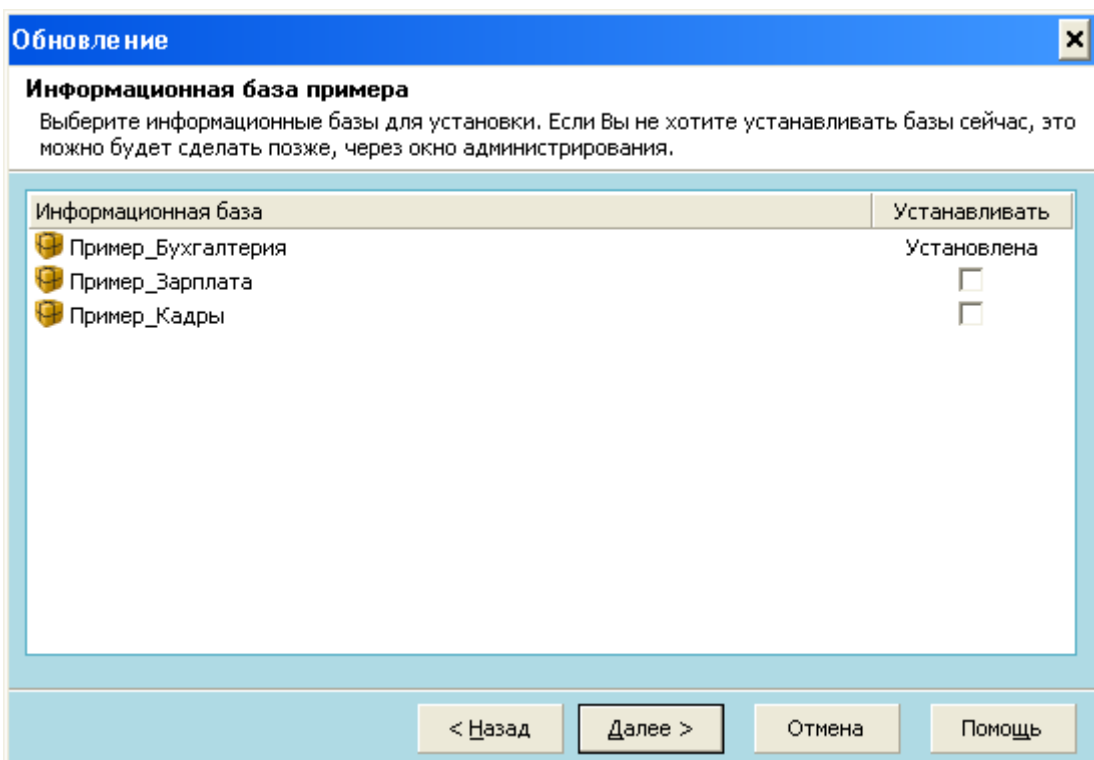 Обновление
Информационная база примера
Выберите информационные базы для установки. Если Вы не хотите устанавливать базы сейчас, это
можно будет сделать позже, через окно администрирования.
Информационная база Устанавливать
Пример_Бухгалтерия Установлена
Пример_Зарплата
Пример_Кадры
< Назад Далее > Отмена Помощь